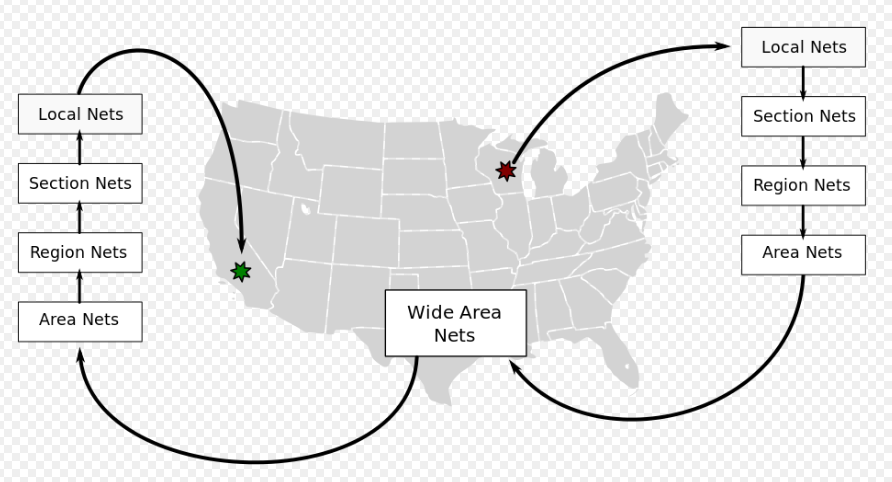 Local Nets
Section Nets
Region Nets
Area Nets
Wide Area
Nets
Local Nets
Section Nets
Region Nets
Area Nets